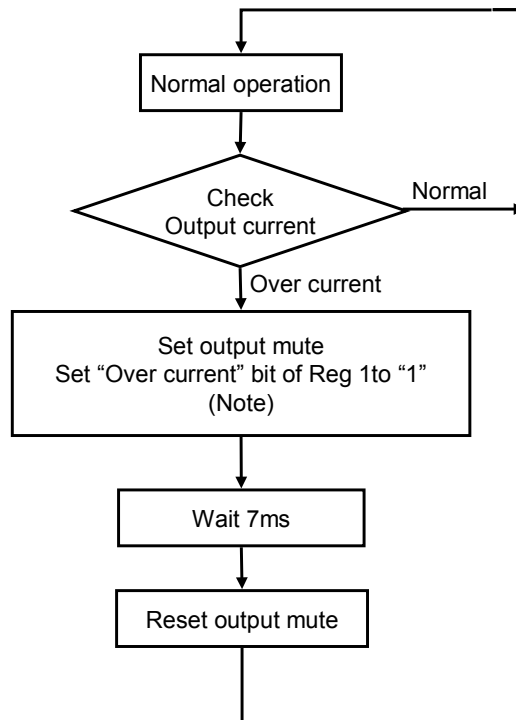 Normal operation
Check
Output current
Normal
Over current
Set output mute
Set “Over current” bit of Reg 1to “1”
(Note)
Wait 7ms
Reset output mute